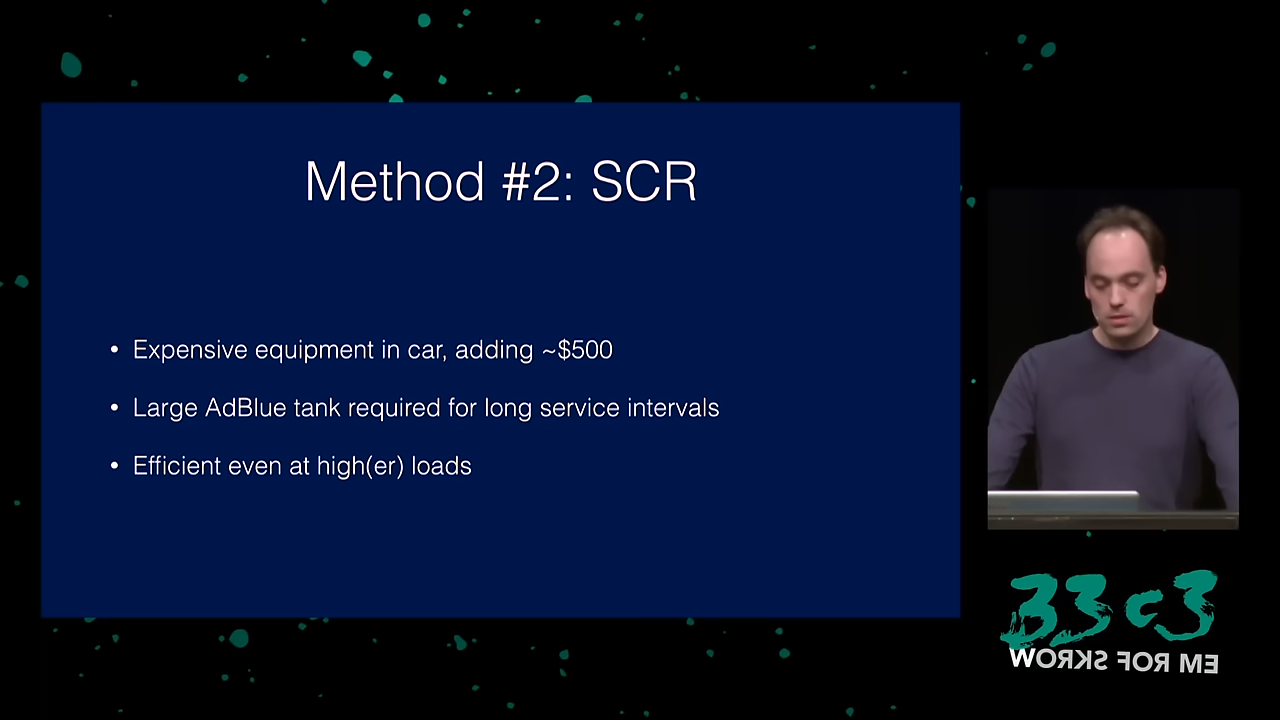 Method #2: SCR
• Expensive equipment in car, adding ~$500
• Large AdBlue tank required for long service intervals
• Efficient even at high(er) loads
33c3
WORKS FOR ME